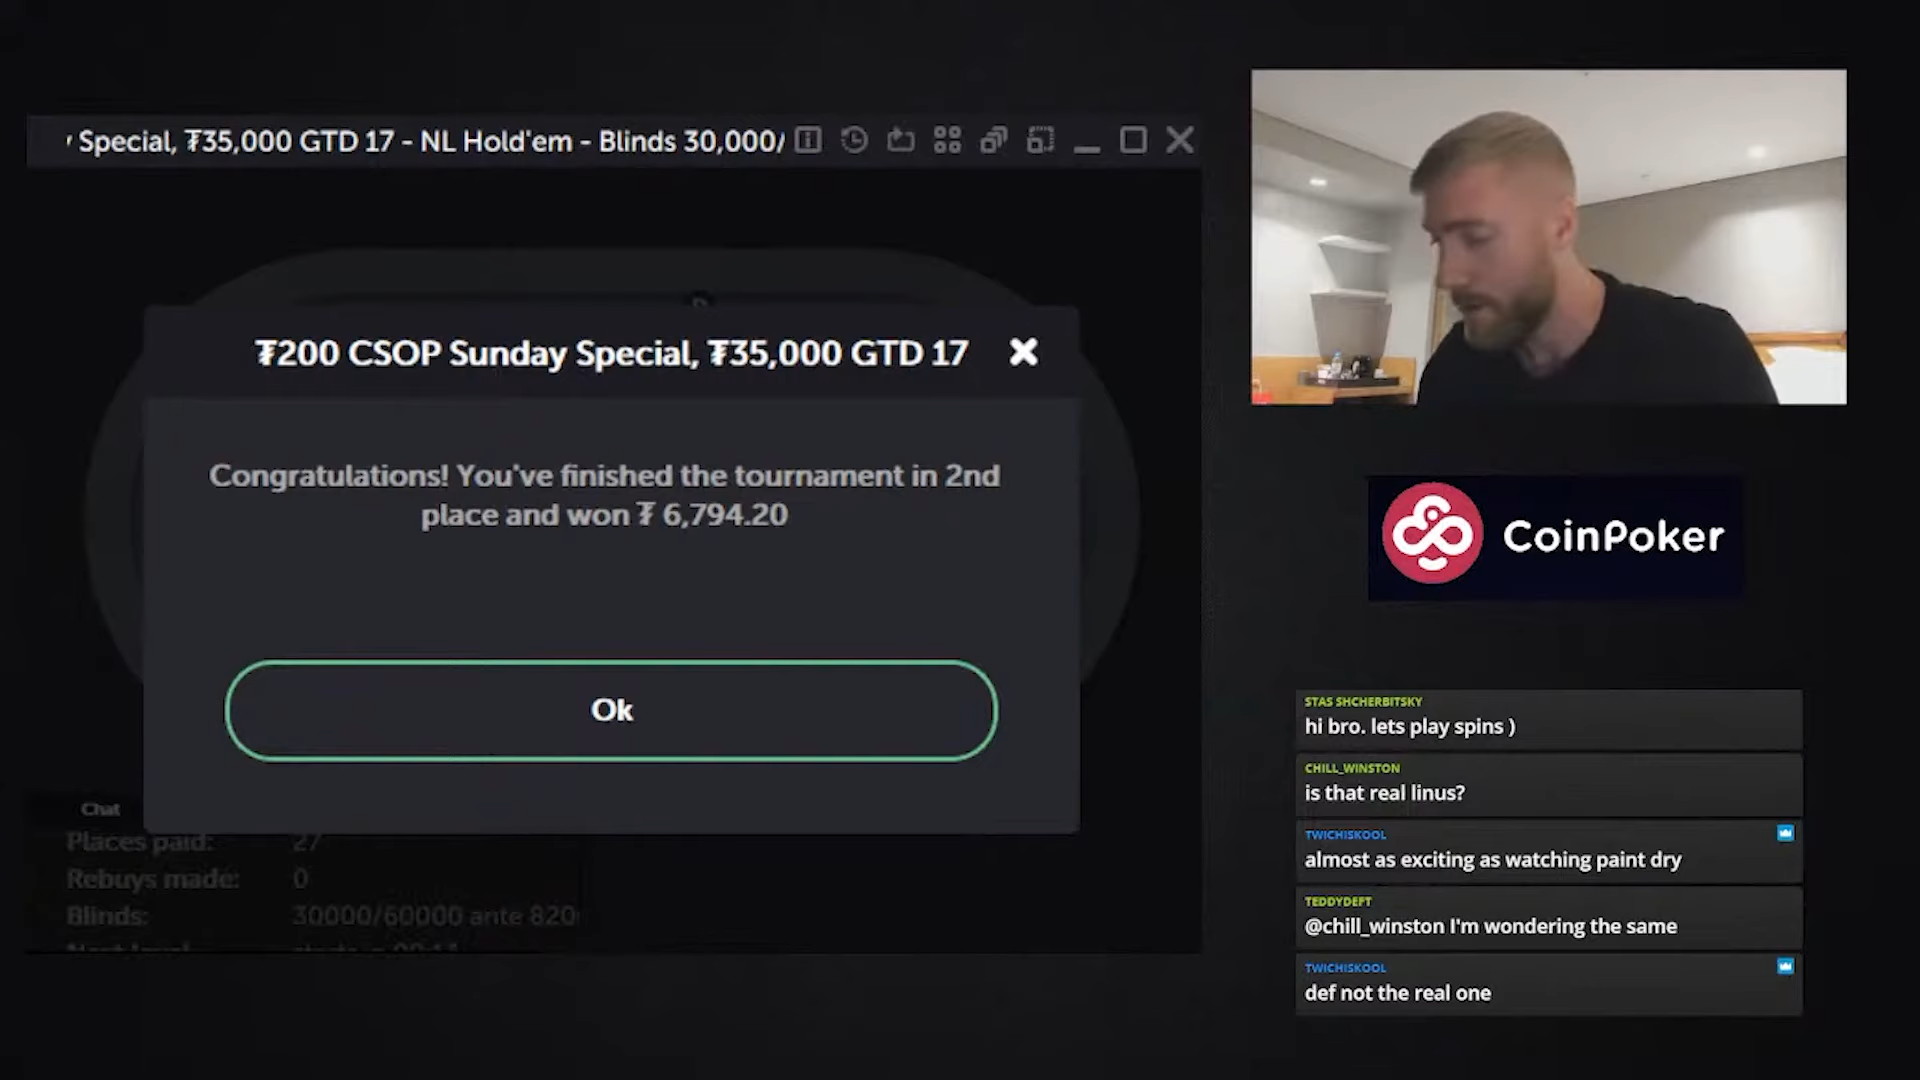 y Special, ₮35,000 GTD 17 - NL Hold'em - Blinds 30,000/
₮200 CSOP Sunday Special, ₮35,000 GTD 17
Congratulations! You've finished the tournament in 2nd
place and won ₮ 6,794.20
Ok
Chat
Places paid: 27
Rebuys made: 0
Blinds: 30000/60000 ante 820
CoinPoker
STAS SHCHERBITSKY
hi bro. lets play spins )
CHILL_WINSTON
is that real linus?
TWICHISKOOL
almost as exciting as watching paint dry
TEDDYDEFT
@chill_winston I'm wondering the same
TWICHISKOOL
def not the real one